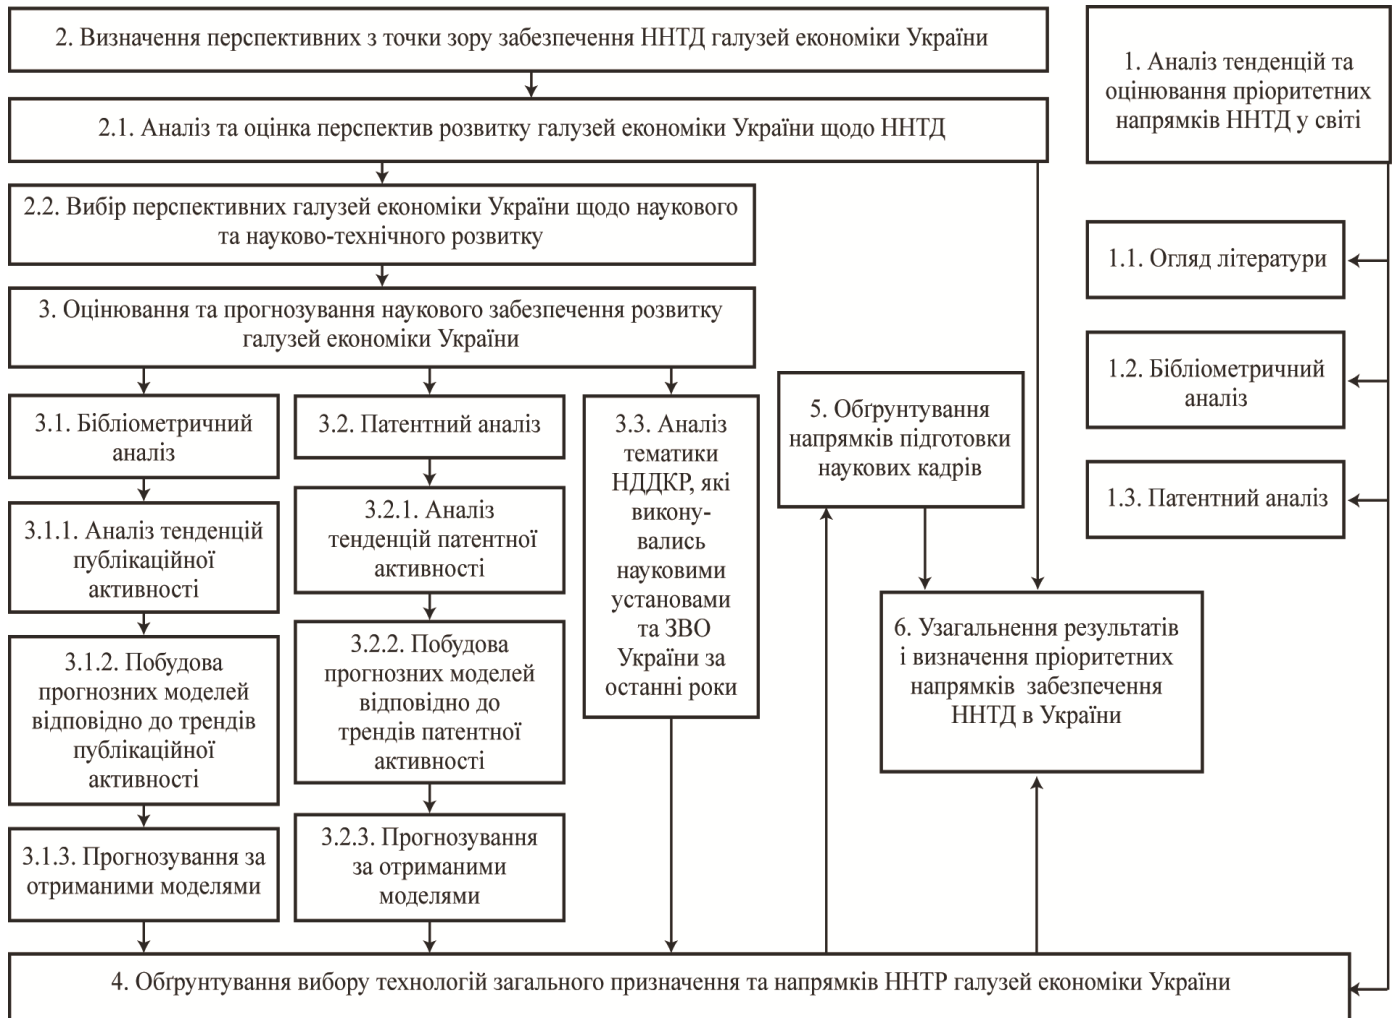 2. Визначення перспективних з точки зору забезпечення ННТД галузей економіки України
1. Аналіз тенденцій та
оцінювання пріоритетних
напрямків ННТД у світі
2.1. Аналіз та оцінка перспектив розвитку галузей економіки України щодо ННТД
2.2. Вибір перспективних галузей економіки України щодо наукового
та науково-технічного розвитку
1.1. Огляд літератури
3. Оцінювання та прогнозування наукового забезпечення розвитку
галузей економіки України
1.2. Бібліометричний
аналіз
3.1. Бібліометричний
аналіз
3.2. Патентний аналіз
3.3. Аналіз
тематики
НДДКР, які
викону-
вались
науковими
установами
та ЗВО
України за
останні роки
5. Обґрунтування
напрямків підготовки
наукових кадрів
1.3. Патентний аналіз
3.1.1. Аналіз тенденцій
публікаційної
активності
3.2.1. Аналіз
тенденцій патентної
активності
6. Узагальнення результатів
і визначення пріоритетних
напрямків забезпечення
ННТД в України
3.1.2. Побудова
прогнозних моделей
відповідно до трендів
публікаційної
активності
3.2.2. Побудова
прогнозних моделей
відповідно до
трендів патентної
активності
3.1.3. Прогнозування за
отриманими моделями
3.2.3. Прогнозування
за отриманими
моделями
4. Обґрунтування вибору технологій загального призначення та напрямків ННТР галузей економіки України